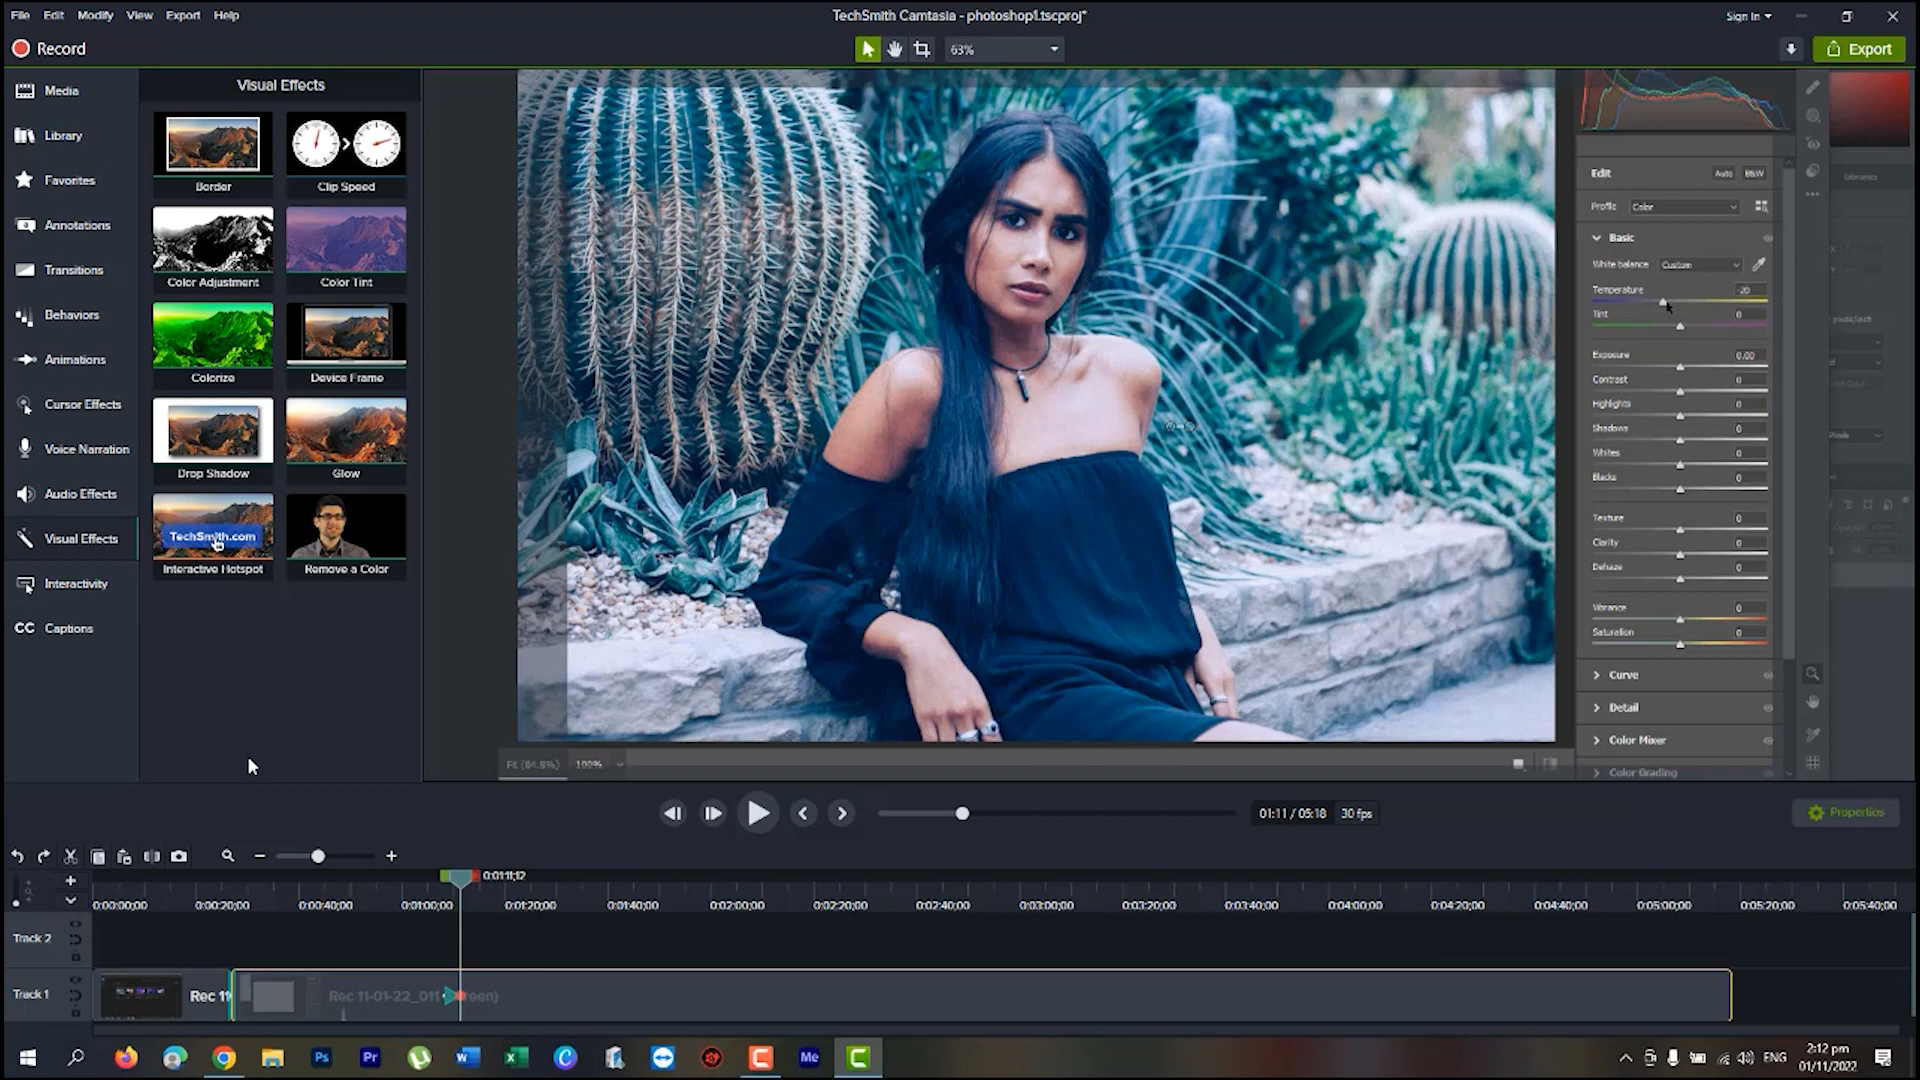 File Edit Modify View Export Help
TechSmith Camtasia - photoshop1.tscproj*
Sign In
Record
63%
Export
Media
Library
Favorites
Annotations
Transitions
Behaviors
Animations
Cursor Effects
Voice Narration
Audio Effects
Visual Effects
Interactivity
CC Captions
Visual Effects
Border Clip Speed
Color Adjustment Color Tint
Colorize Device Frame
Drop Shadow Glow
TechSmith.com
Interactive Hotspot Remove a Color
Edit Auto B&W
Profile Color
Basic
White balance Custom
Temperature -20
Tint 0
Exposure 0.00
Contrast 0
Highlights 0
Shadows 0
Whites 0
Blacks 0
Texture 0
Clarity 0
Dehaze 0
Vibrance 0
Saturation 0
Curve
Detail
Color Mixer
Color Grading
Libraries
Fit (84.8%) 100%
01:11 / 05:18 30 fps
Properties
0:01:11;12
0:00:00;00 0:00:20;00 0:00:40;00 0:01:00;00 0:01:20;00 0:01:40;00 0:02:00;00 0:02:20;00 0:02:40;00 0:03:00;00 0:03:20;00 0:03:40;00 0:04:00;00 0:04:20;00 0:04:40;00 0:05:00;00 0:05:20;00 0:05:40;00
Track 2
Track 1
Rec 11
Rec 11-01-22_011
Ps Pr Me
ENG
2:12 pm
01/11/2022